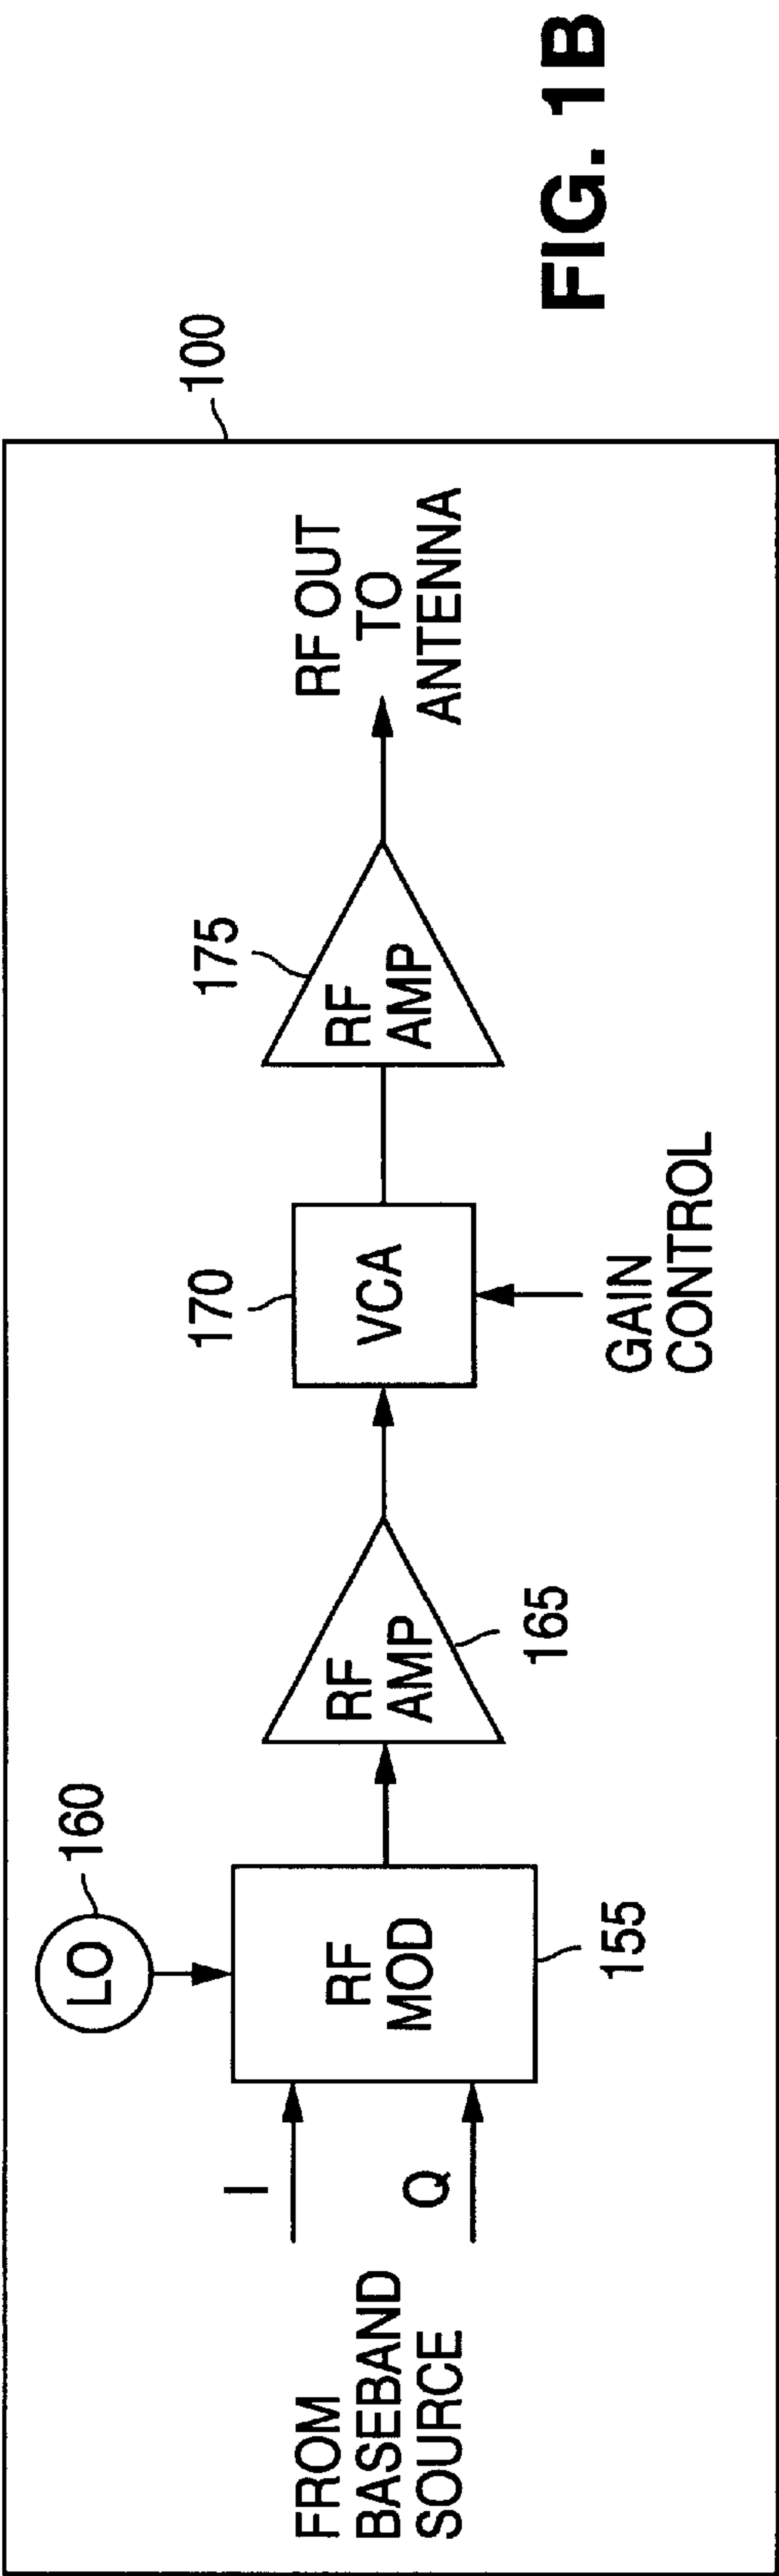 FROM
BASEBAND
SOURCE
I
Q
LO
160
RF
MOD
155
RF
AMP
165
VCA
170
GAIN
CONTROL
RF
AMP
175
RF OUT
TO
ANTENNA
100
FIG. 1B